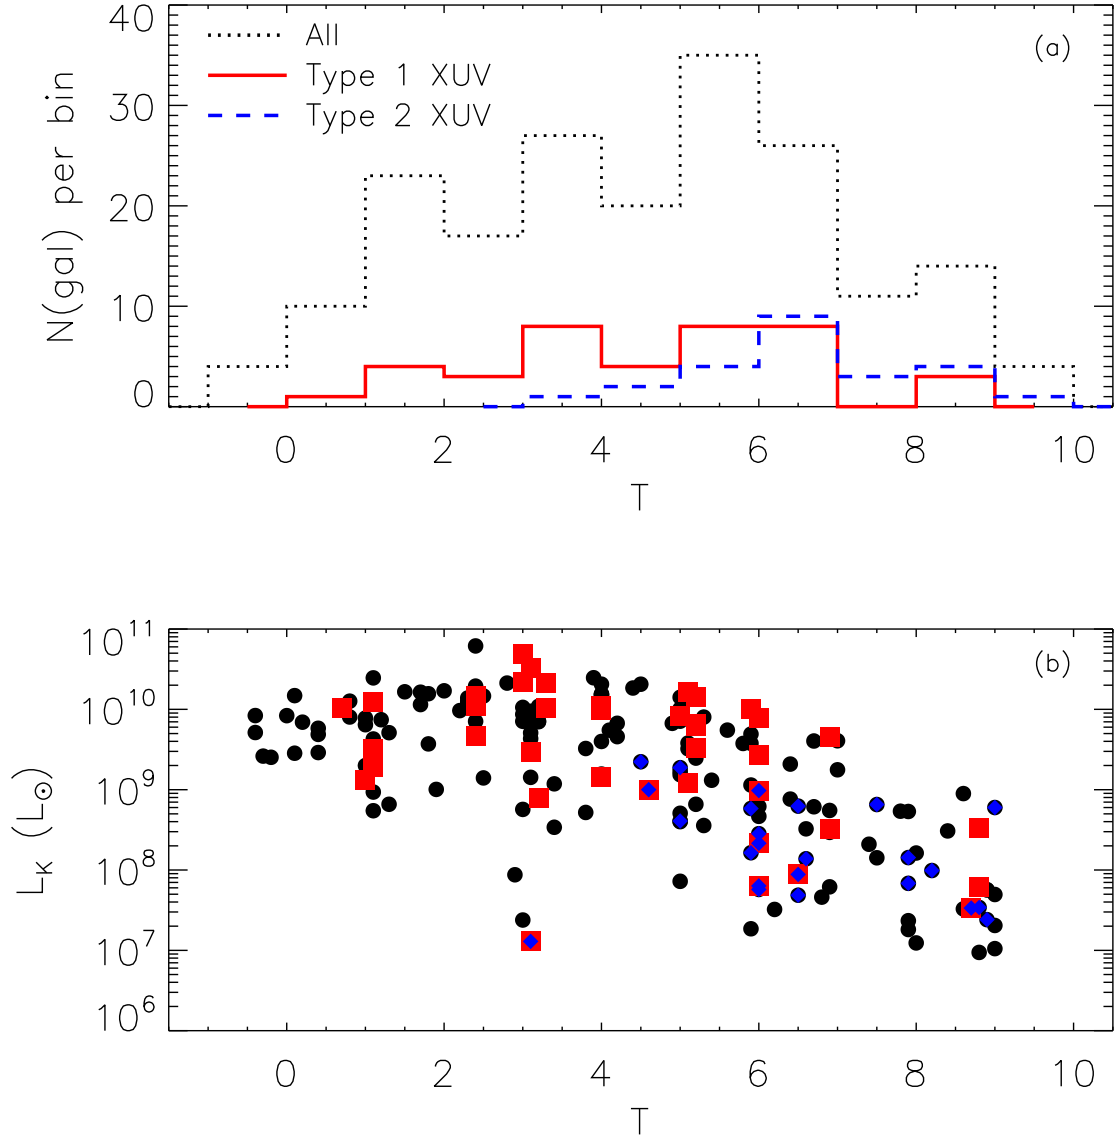 40
30
20
10
0
N(gal) per bin
All
Type 1 XUV
Type 2 XUV
(a)
0 2 4 6 8 10
T
10^11
10^10
10^9
10^8
10^7
10^6
L_K (L_⊙)
(b)
0 2 4 6 8 10
T